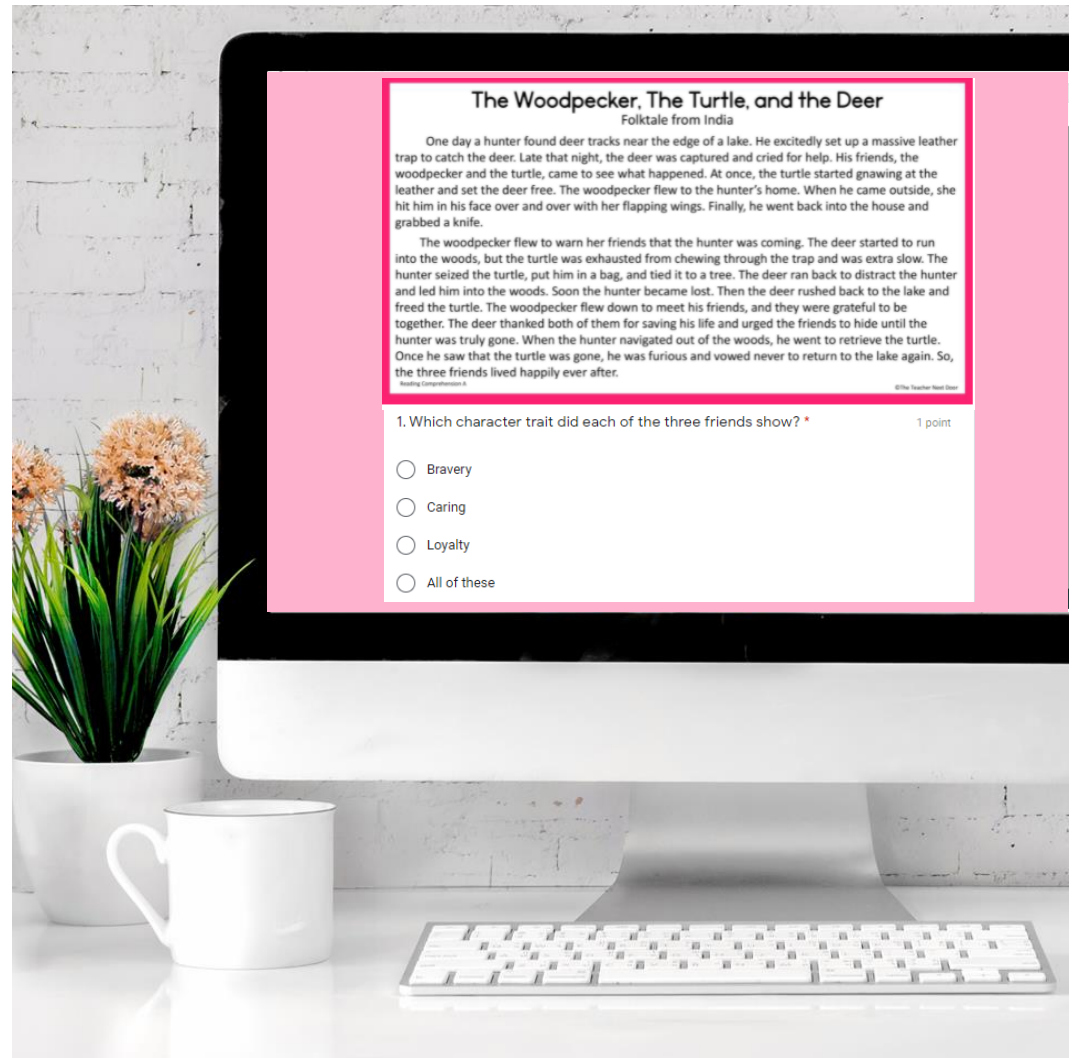 The Woodpecker, The Turtle, and the Deer
Folktale from India
One day a hunter found deer tracks near the edge of a lake. He excitedly set up a massive leather
trap to catch the deer. Late that night, the deer was captured and cried for help. His friends, the
woodpecker and the turtle, came to see what happened. At once, the turtle started gnawing at the
leather and set the deer free. The woodpecker flew to the hunter's home. When he came outside, she
hit him in his face over and over with her flapping wings. Finally, he went back into the house and
grabbed a knife.
The woodpecker flew to warn her friends that the hunter was coming. The deer started to run
into the woods, but the turtle was exhausted from chewing through the trap and was extra slow. The
hunter seized the turtle, put him in a bag, and tied it to a tree. The deer ran back to distract the hunter
and led him into the woods. Soon the hunter became lost. Then the deer rushed back to the lake and
freed the turtle. The woodpecker flew down to meet his friends, and they were grateful to be
together. The deer thanked both of them for saving his life and urged the friends to hide until the
hunter was truly gone. When the hunter navigated out of the woods, he went to retrieve the turtle.
Once he saw that the turtle was gone, he was furious and vowed never to return to the lake again. So,
the three friends lived happily ever after.
Reading Comprehension A
©The Teacher Next Door
1. Which character trait did each of the three friends show? *
1 point
Bravery
Caring
Loyalty
All of these